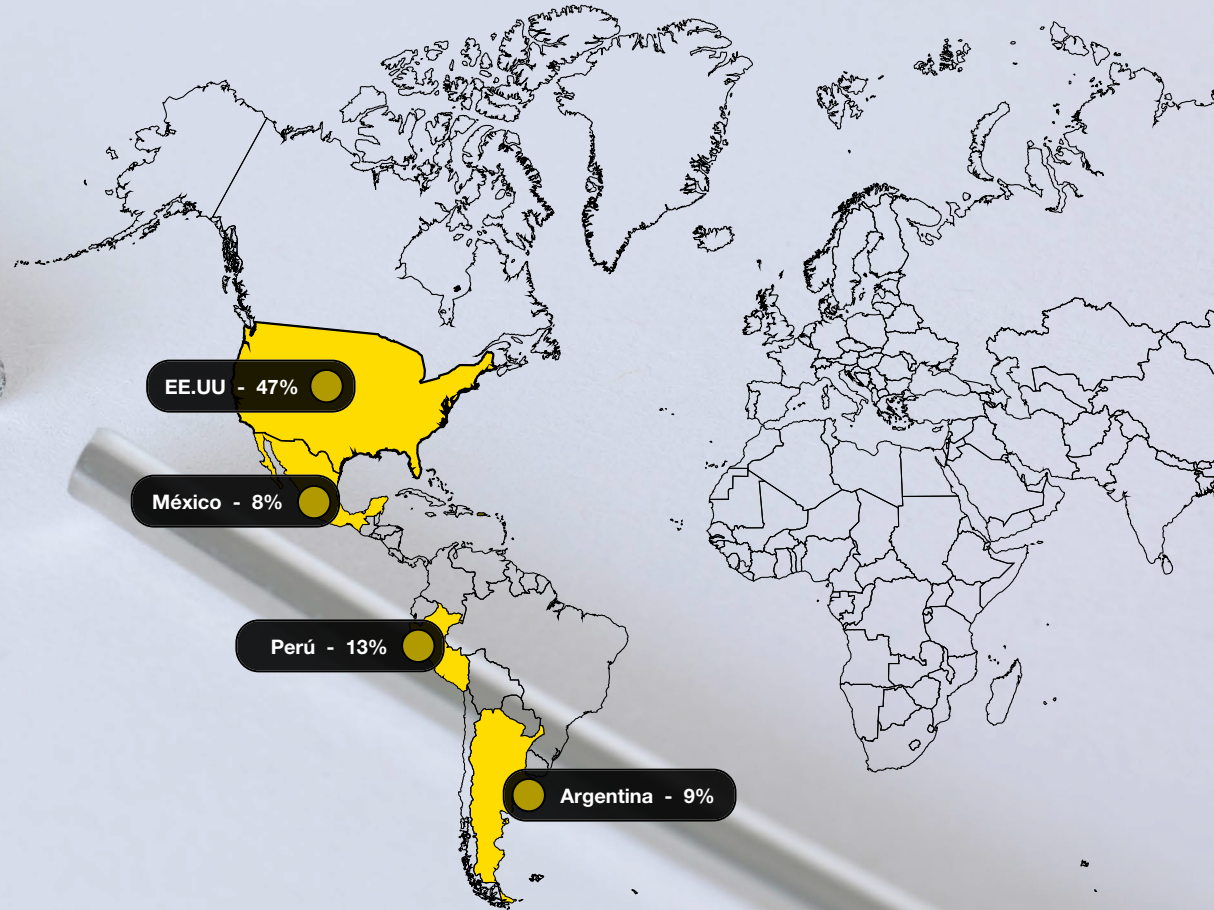 EE.UU - 47%
México - 8%
Perú - 13%
Argentina - 9%